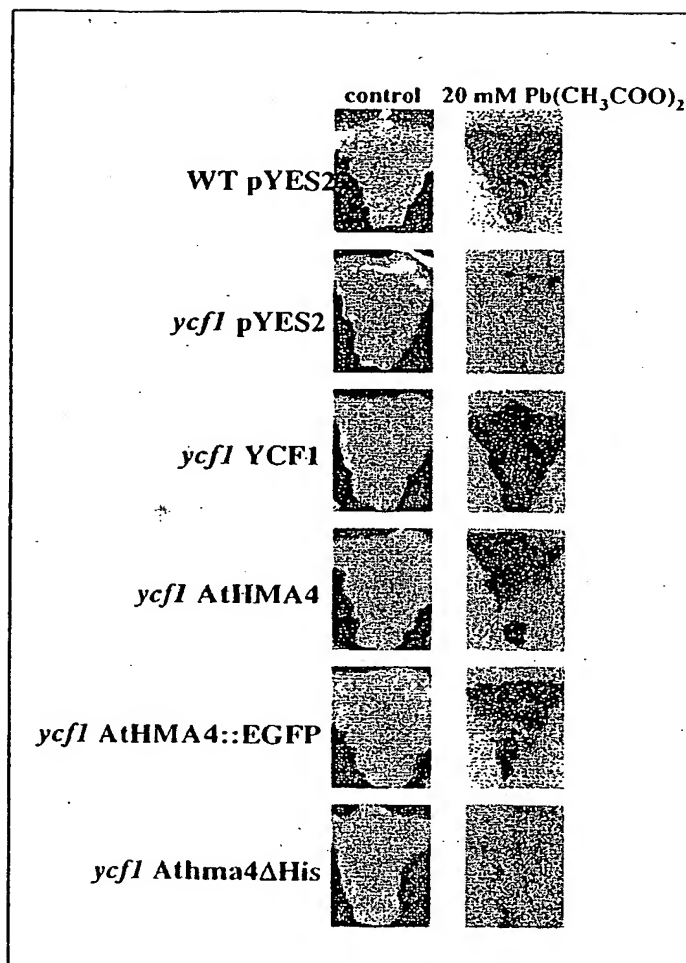 control 20 mM Pb(CH₃COO)₂
WT pYES2
ycf1 pYES2
ycf1 YCF1
ycf1 AtHMA4
ycf1 AtHMA4::EGFP
ycf1 Athma4ΔHis